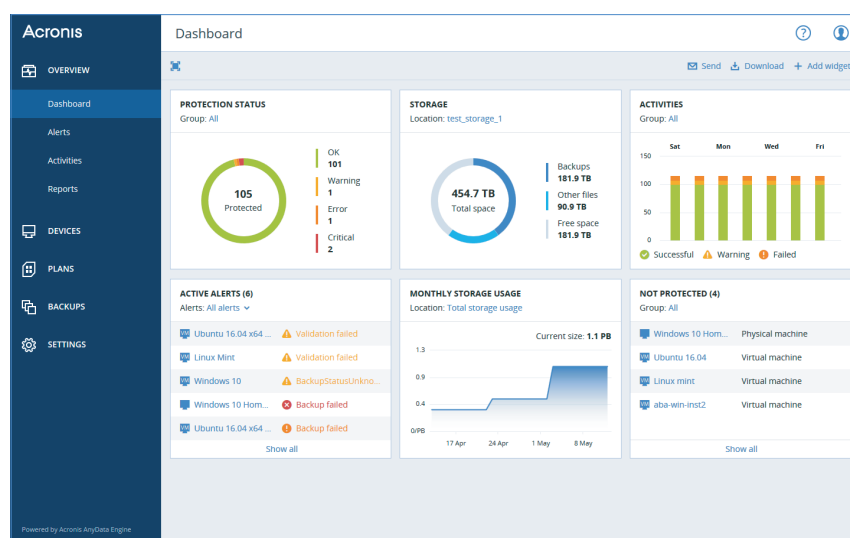 Acronis
OVERVIEW
Dashboard
Alerts
Activities
Reports
DEVICES
PLANS
BACKUPS
SETTINGS
Powered by Acronis AnyData Engine
Dashboard
?
Send Download + Add widget
PROTECTION STATUS
Group: All
105
Protected
OK
101
Warning
1
Error
1
Critical
2
STORAGE
Location: test_storage_1
454.7 TB
Total space
Backups
181.9 TB
Other files
90.9 TB
Free space
181.9 TB
ACTIVITIES
Group: All
Sat Mon Wed Fri
150
100
50
0
Successful Warning Failed
ACTIVE ALERTS (6)
Alerts: All alerts
VM Ubuntu 16.04 x64 ... Validation failed
VM Linux Mint Validation failed
VM Windows 10 BackupStatusUnkno...
Windows 10 Hom... Backup failed
VM Ubuntu 16.04 x64 ... Backup failed
Show all
MONTHLY STORAGE USAGE
Location: Total storage usage
Current size: 1.1 PB
1.3
0.9
0.4
0/PB
17 Apr 24 Apr 1 May 8 May
NOT PROTECTED (4)
Group: All
Windows 10 Hom... Physical machine
VM Ubuntu 16.04 Virtual machine
VM Linux mint Virtual machine
VM aba-win-inst2 Virtual machine
Show all